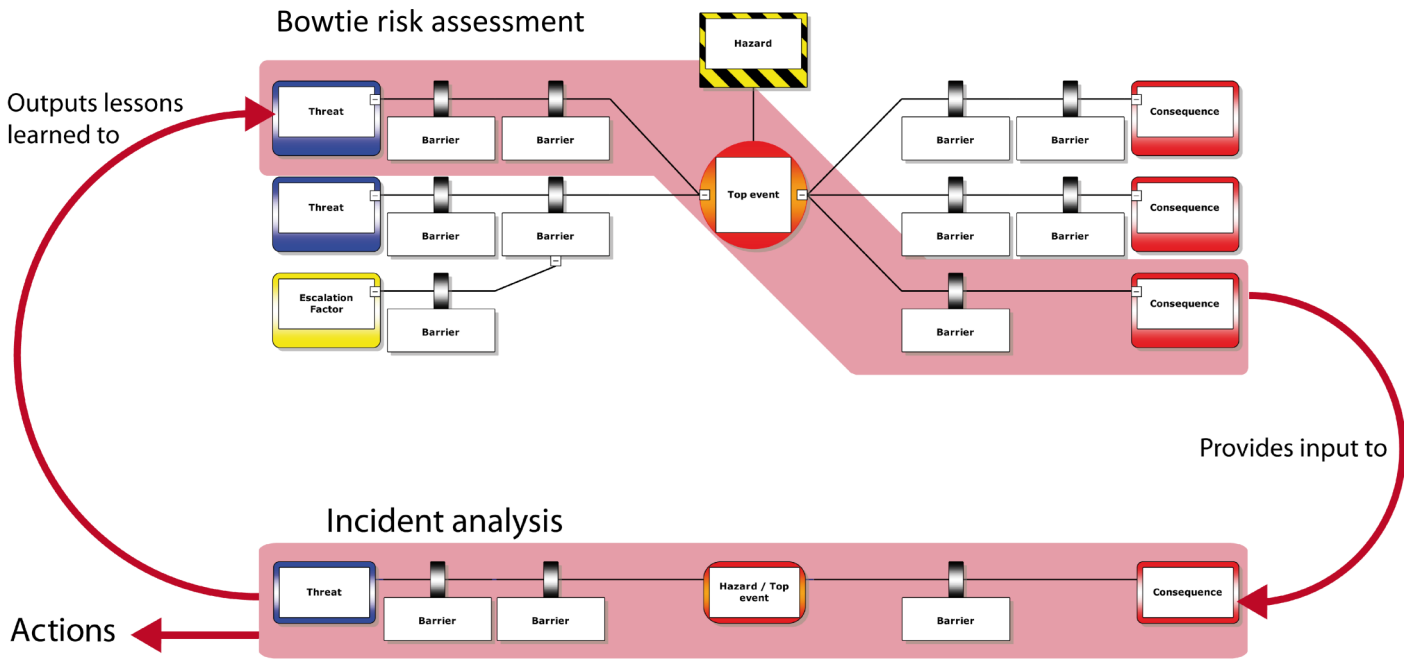 Bowtie risk assessment
Hazard
Outputs lessons
learned to
Threat
Barrier
Barrier
Barrier
Barrier
Consequence
Threat
Barrier
Barrier
Top event
Barrier
Barrier
Consequence
Escalation
Factor
Barrier
Barrier
Consequence
Provides input to
Incident analysis
Threat
Barrier
Barrier
Hazard / Top
event
Barrier
Consequence
Actions